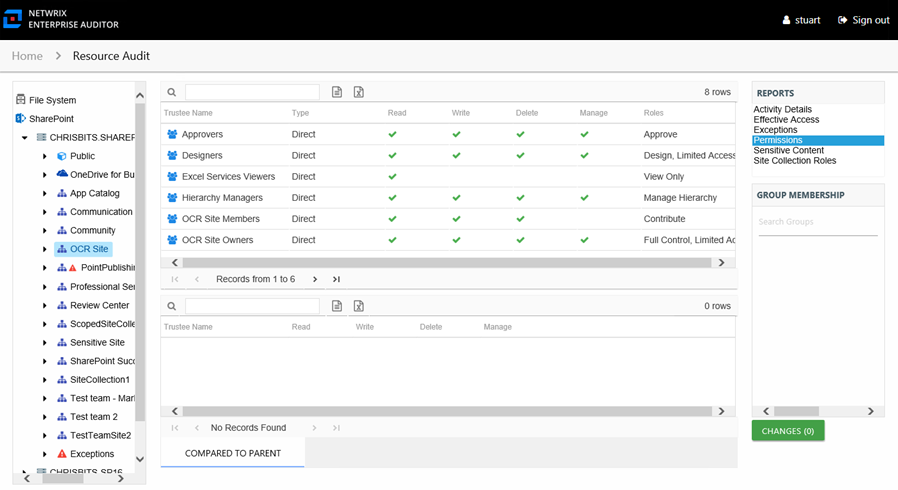 NETWRIX
ENTERPRISE AUDITOR
stuart
Sign out
Home > Resource Audit
File System
SharePoint
CHRISBITS.SHAREP
Public
OneDrive for Bu
App Catalog
Communication
Community
OCR Site
PointPublishin
Professional Ser
Review Center
ScopedSiteColle
Sensitive Site
SharePoint Succ
SiteCollection1
Test team - Mar
Test team 2
TestTeamSite2
Exceptions
CHRISBITS.SP16
8 rows
Trustee Name Type Read Write Delete Manage Roles
Approvers Direct Approve
Designers Direct Design, Limited Access
Excel Services Viewers Direct View Only
Hierarchy Managers Direct Manage Hierarchy
OCR Site Members Direct Contribute
OCR Site Owners Direct Full Control, Limited Ac
Records from 1 to 6
0 rows
Trustee Name Read Write Delete Manage
No Records Found
COMPARED TO PARENT
REPORTS
Activity Details
Effective Access
Exceptions
Permissions
Sensitive Content
Site Collection Roles
GROUP MEMBERSHIP
Search Groups
CHANGES (0)